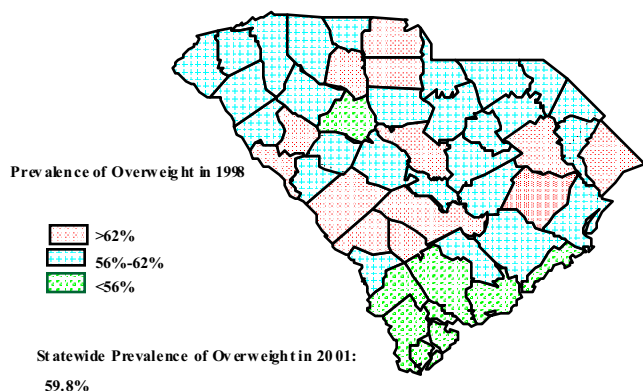 Prevalence of Overweight in 1998
>62%
56%-62%
<56%
Statewide Prevalence of Overweight in 2001:
59.8%